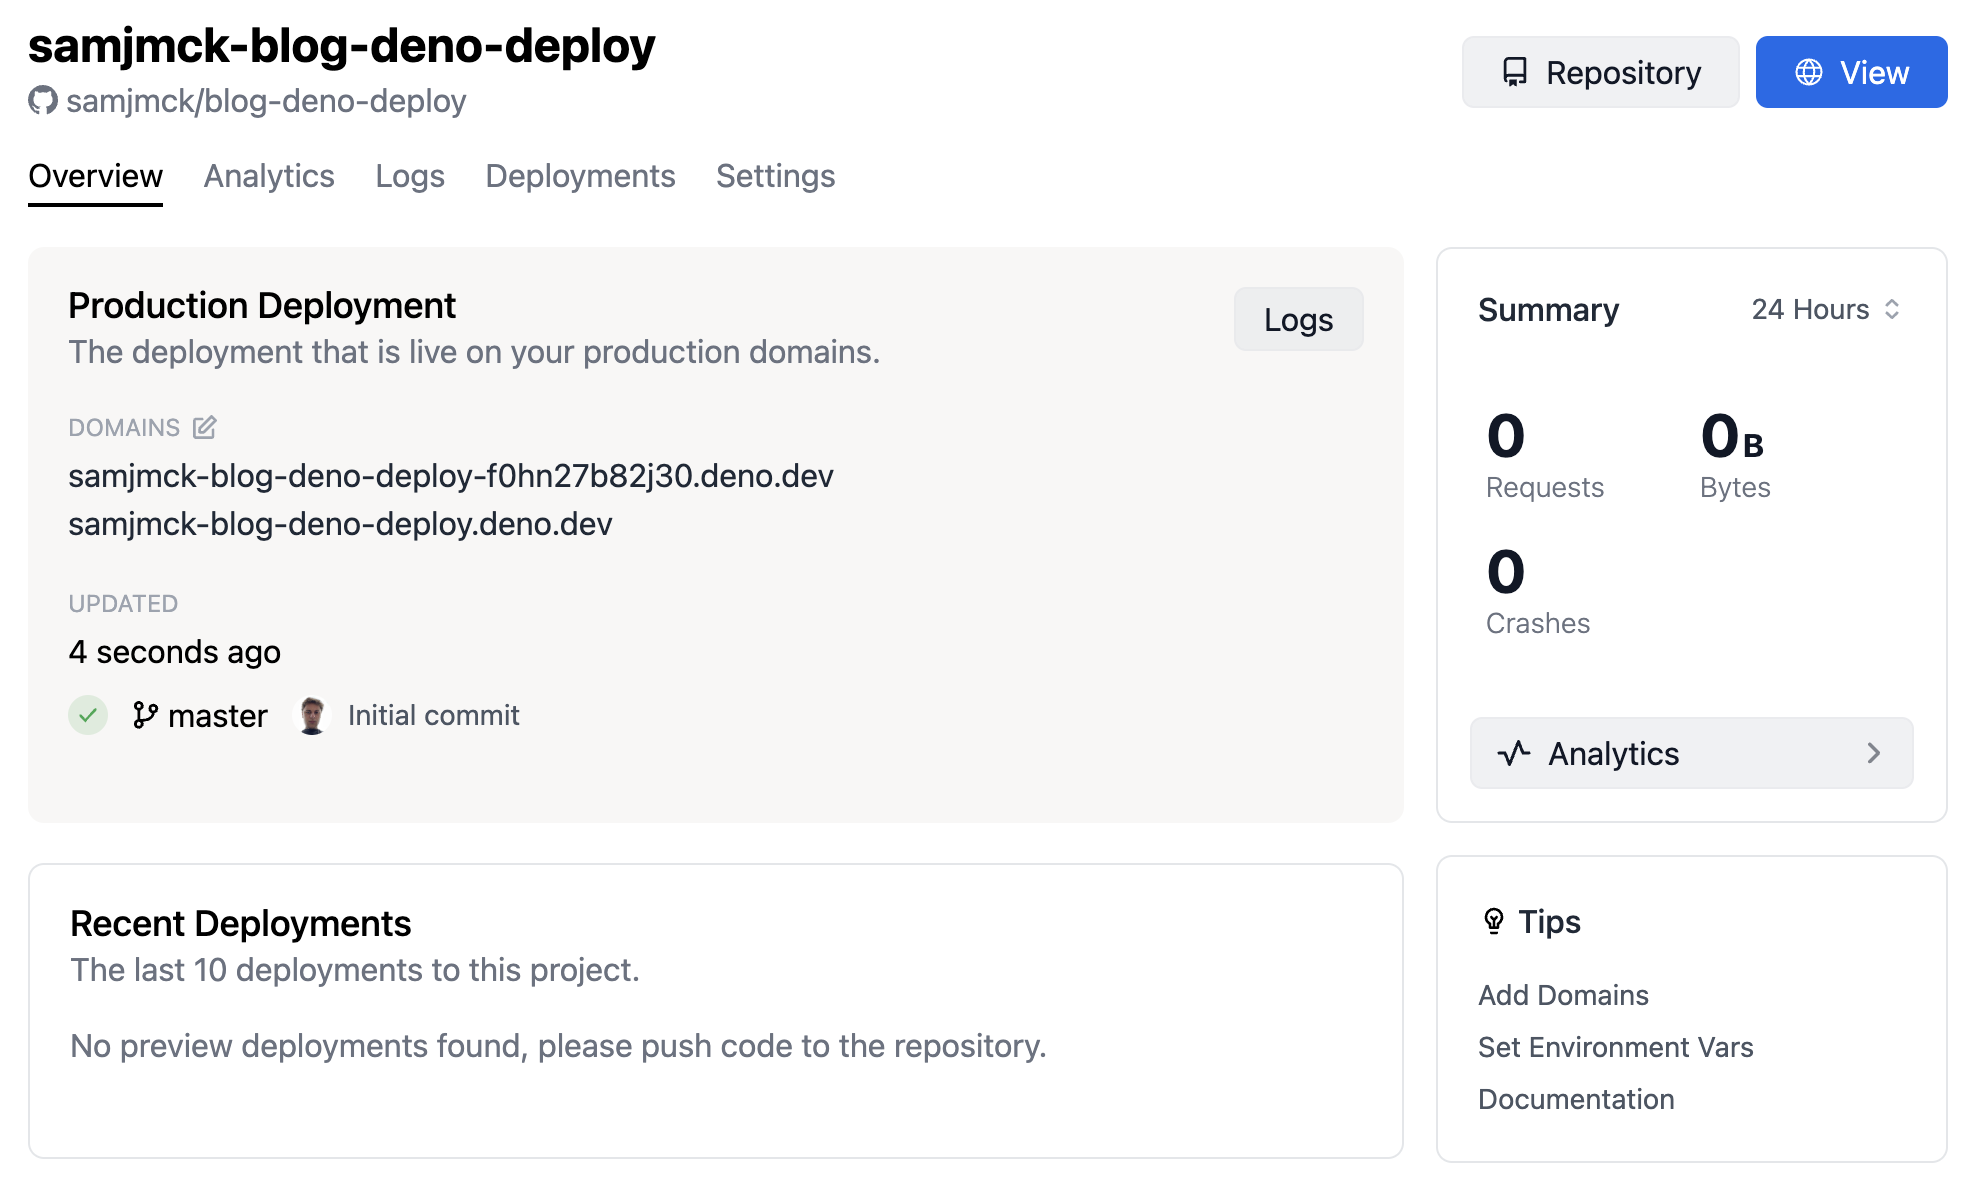 samjmck-blog-deno-deploy
samjmck/blog-deno-deploy
Repository
View
Overview Analytics Logs Deployments Settings
Production Deployment
The deployment that is live on your production domains.
Logs
DOMAINS
samjmck-blog-deno-deploy-f0hn27b82j30.deno.dev
samjmck-blog-deno-deploy.deno.dev
UPDATED
4 seconds ago
master Initial commit
Summary 24 Hours
0 0 B
Requests Bytes
0
Crashes
Analytics
Recent Deployments
The last 10 deployments to this project.
No preview deployments found, please push code to the repository.
Tips
Add Domains
Set Environment Vars
Documentation